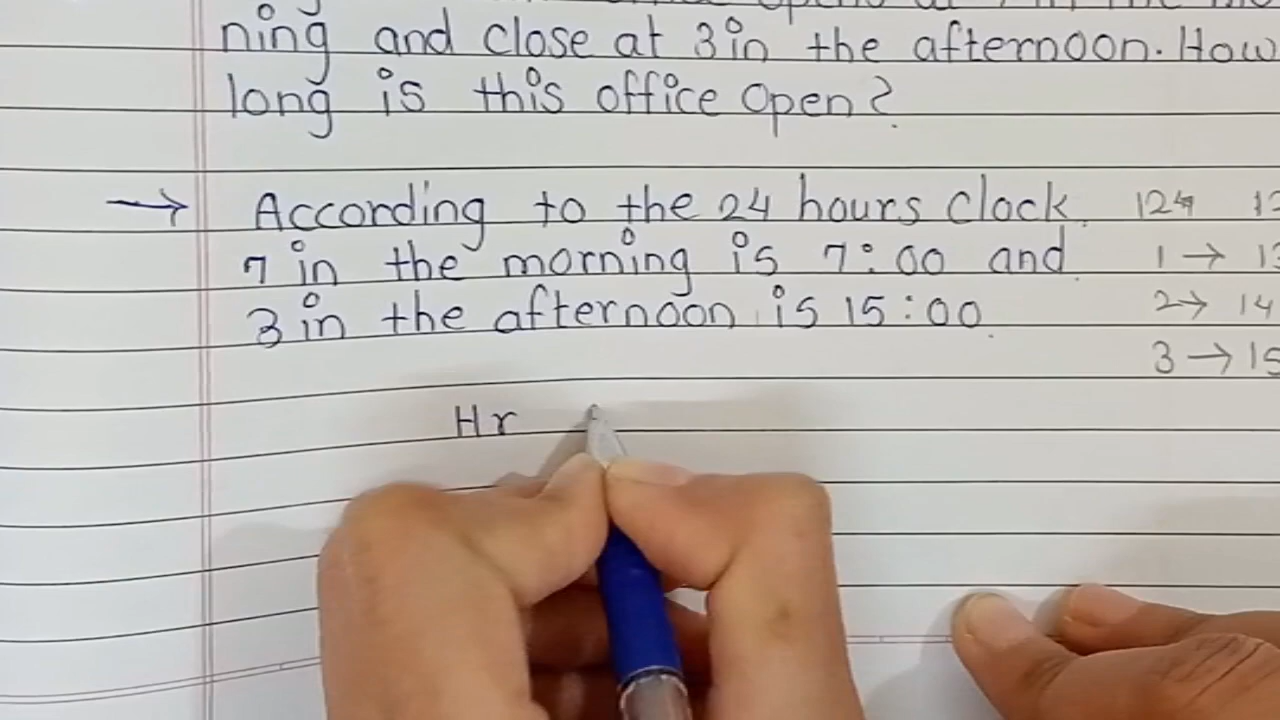 ning and close at 3 in the afternoon. How
long is this office open?
→ According to the 24 hours clock
7 in the morning is 7:00 and
3 in the afternoon is 15:00
1 →
2 → 14
3 → 15
Hr